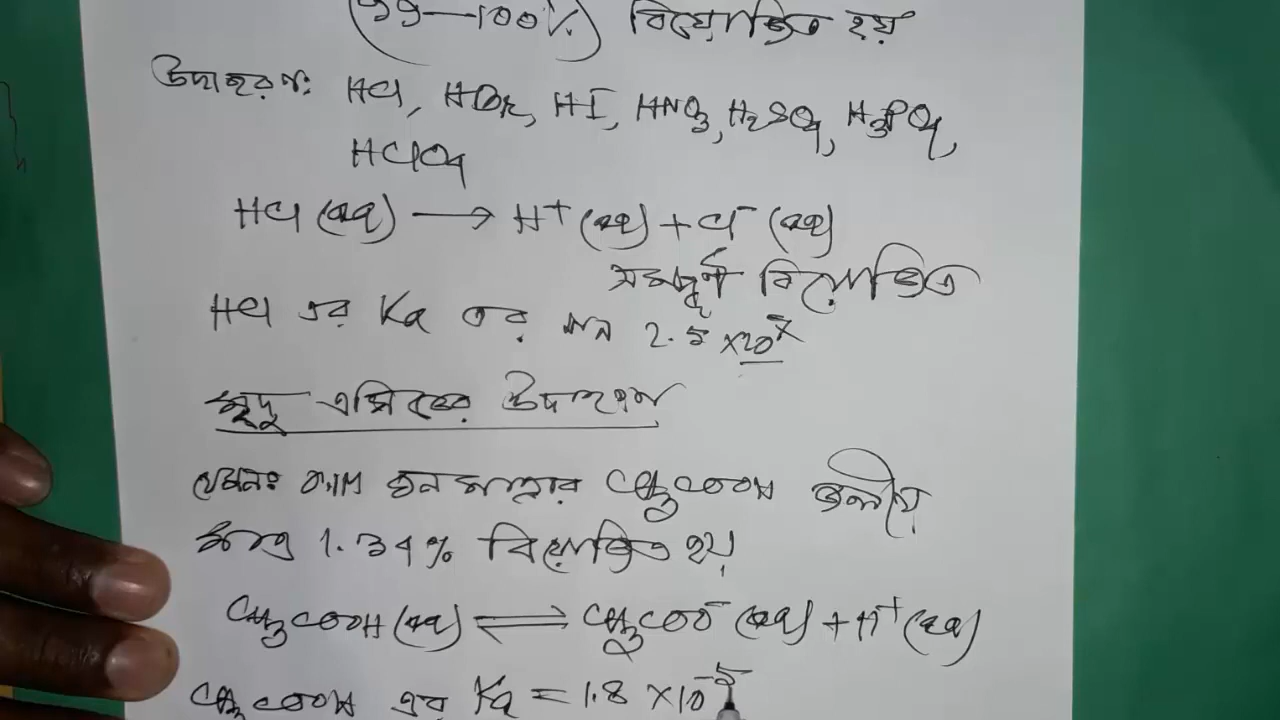 (99—100%) বিয়োজিত হয়
উদাহরণ: HCl, HBr, HI, HNO3, H2SO4, H3PO4,
HClO4
HCl (aq) → H+ (aq) + Cl- (aq)
সম্পূর্ণ বিয়োজিত
HCl এর Ka এর মান 2.5 ×10^7
মৃদু এসিডের উদাহরণ
যেমনঃ 0.1M ঘনমাত্রার CH3COOH জলীয়
মাত্র 1.34% বিয়োজিত হয়
CH3COOH (aq) ⇌ CH3COO- (aq) + H+ (aq)
CH3COOH এর Ka = 1.8 ×10^-5